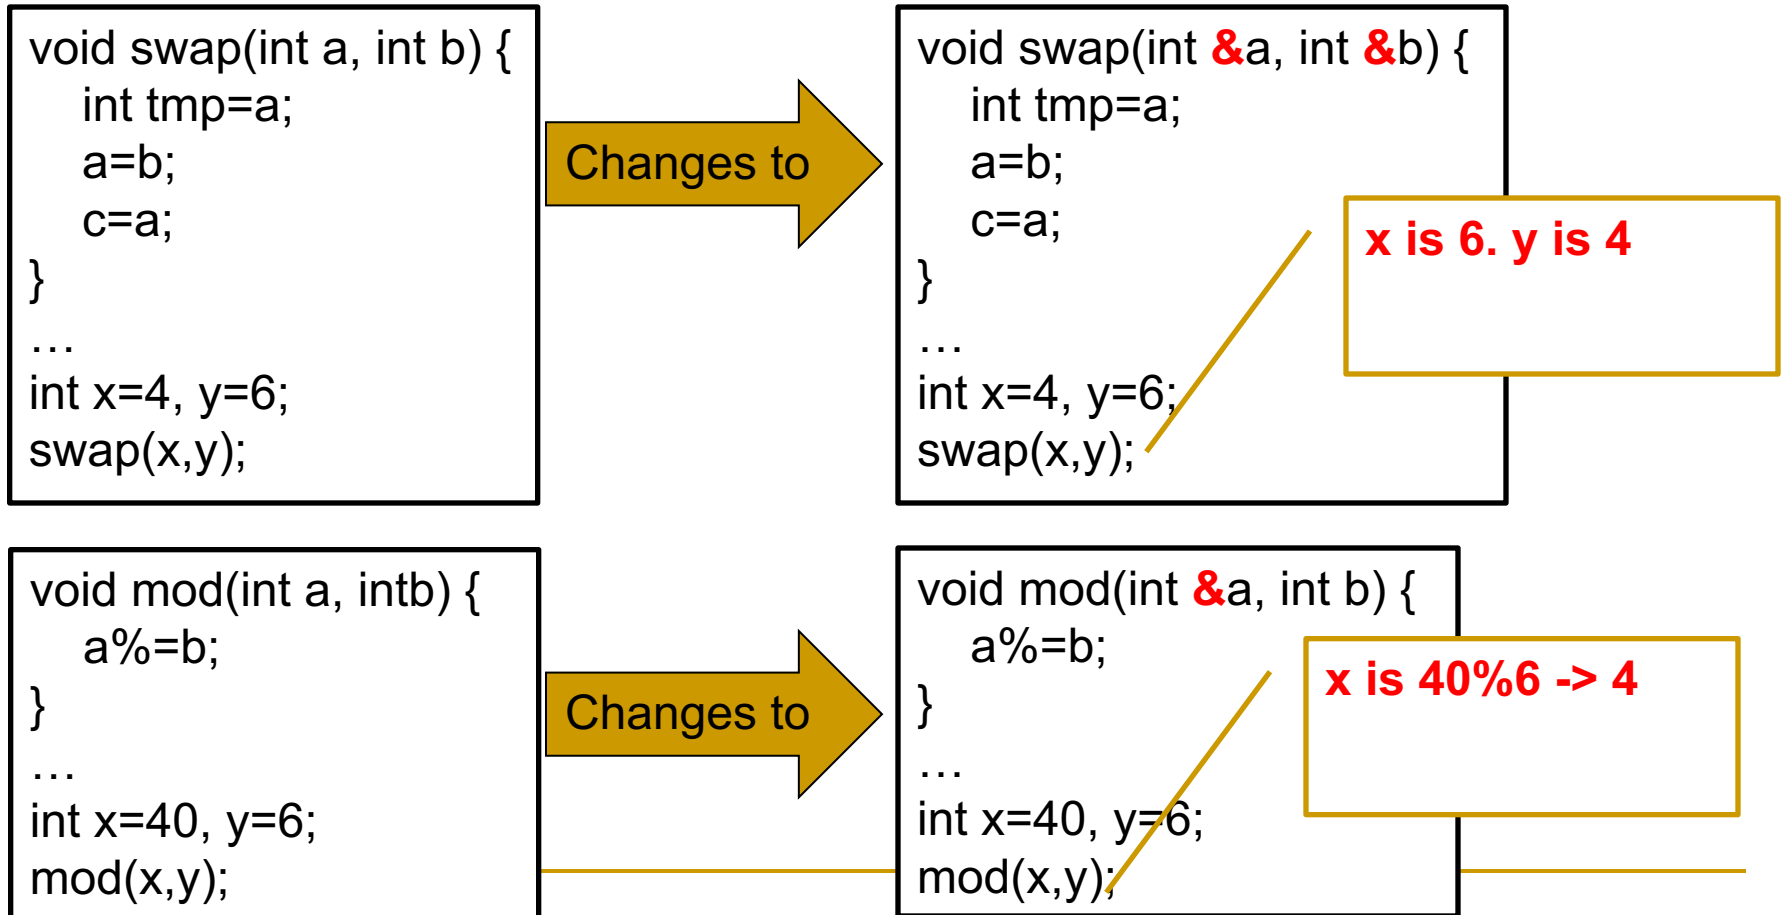 void swap(int a, int b) {
int tmp=a;
a=b;
c=a;
}
…
int x=4, y=6;
swap(x,y);
Changes to
void swap(int &a, int &b) {
int tmp=a;
a=b;
c=a;
}
…
int x=4, y=6;
swap(x,y);
x is 6. y is 4
void mod(int a, intb) {
a%=b;
}
…
int x=40, y=6;
mod(x,y);
Changes to
void mod(int &a, int b) {
a%=b;
}
…
int x=40, y=6;
mod(x,y);
x is 40%6 -> 4